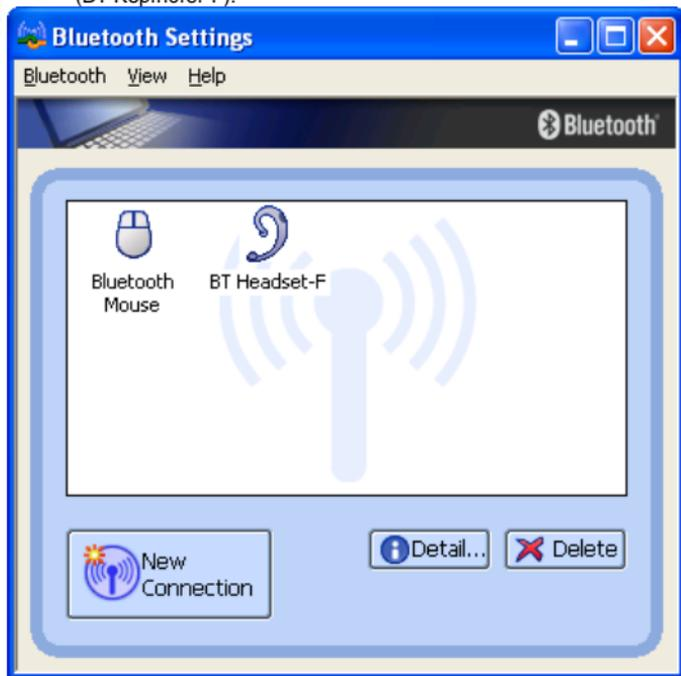 Bluetooth Settings
Bluetooth View Help
Bluetooth
Bluetooth
Mouse
BT Headset-F
New
Connection
Detail...
Delete